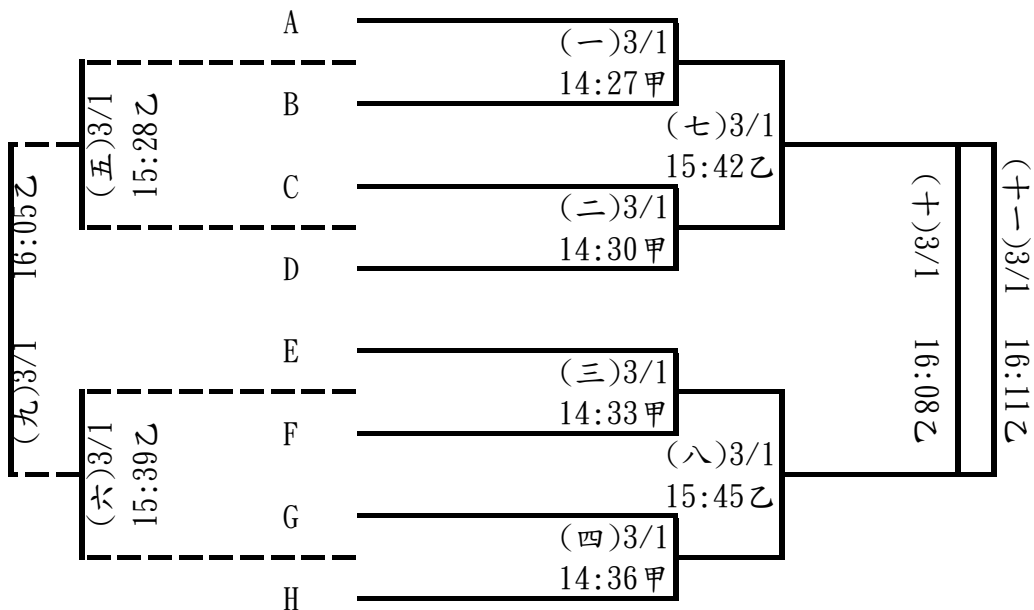 A
(一)3/1
14:27甲
B
(五)3/1
15:28乙
(七)3/1
15:42乙
C
(二)3/1
14:30甲
D
(九)3/1 16:05乙
(十)3/1 16:08乙
(十一)3/1 16:11乙
E
(三)3/1
14:33甲
F
(六)3/1
15:39乙
(八)3/1
15:45乙
G
(四)3/1
14:36甲
H